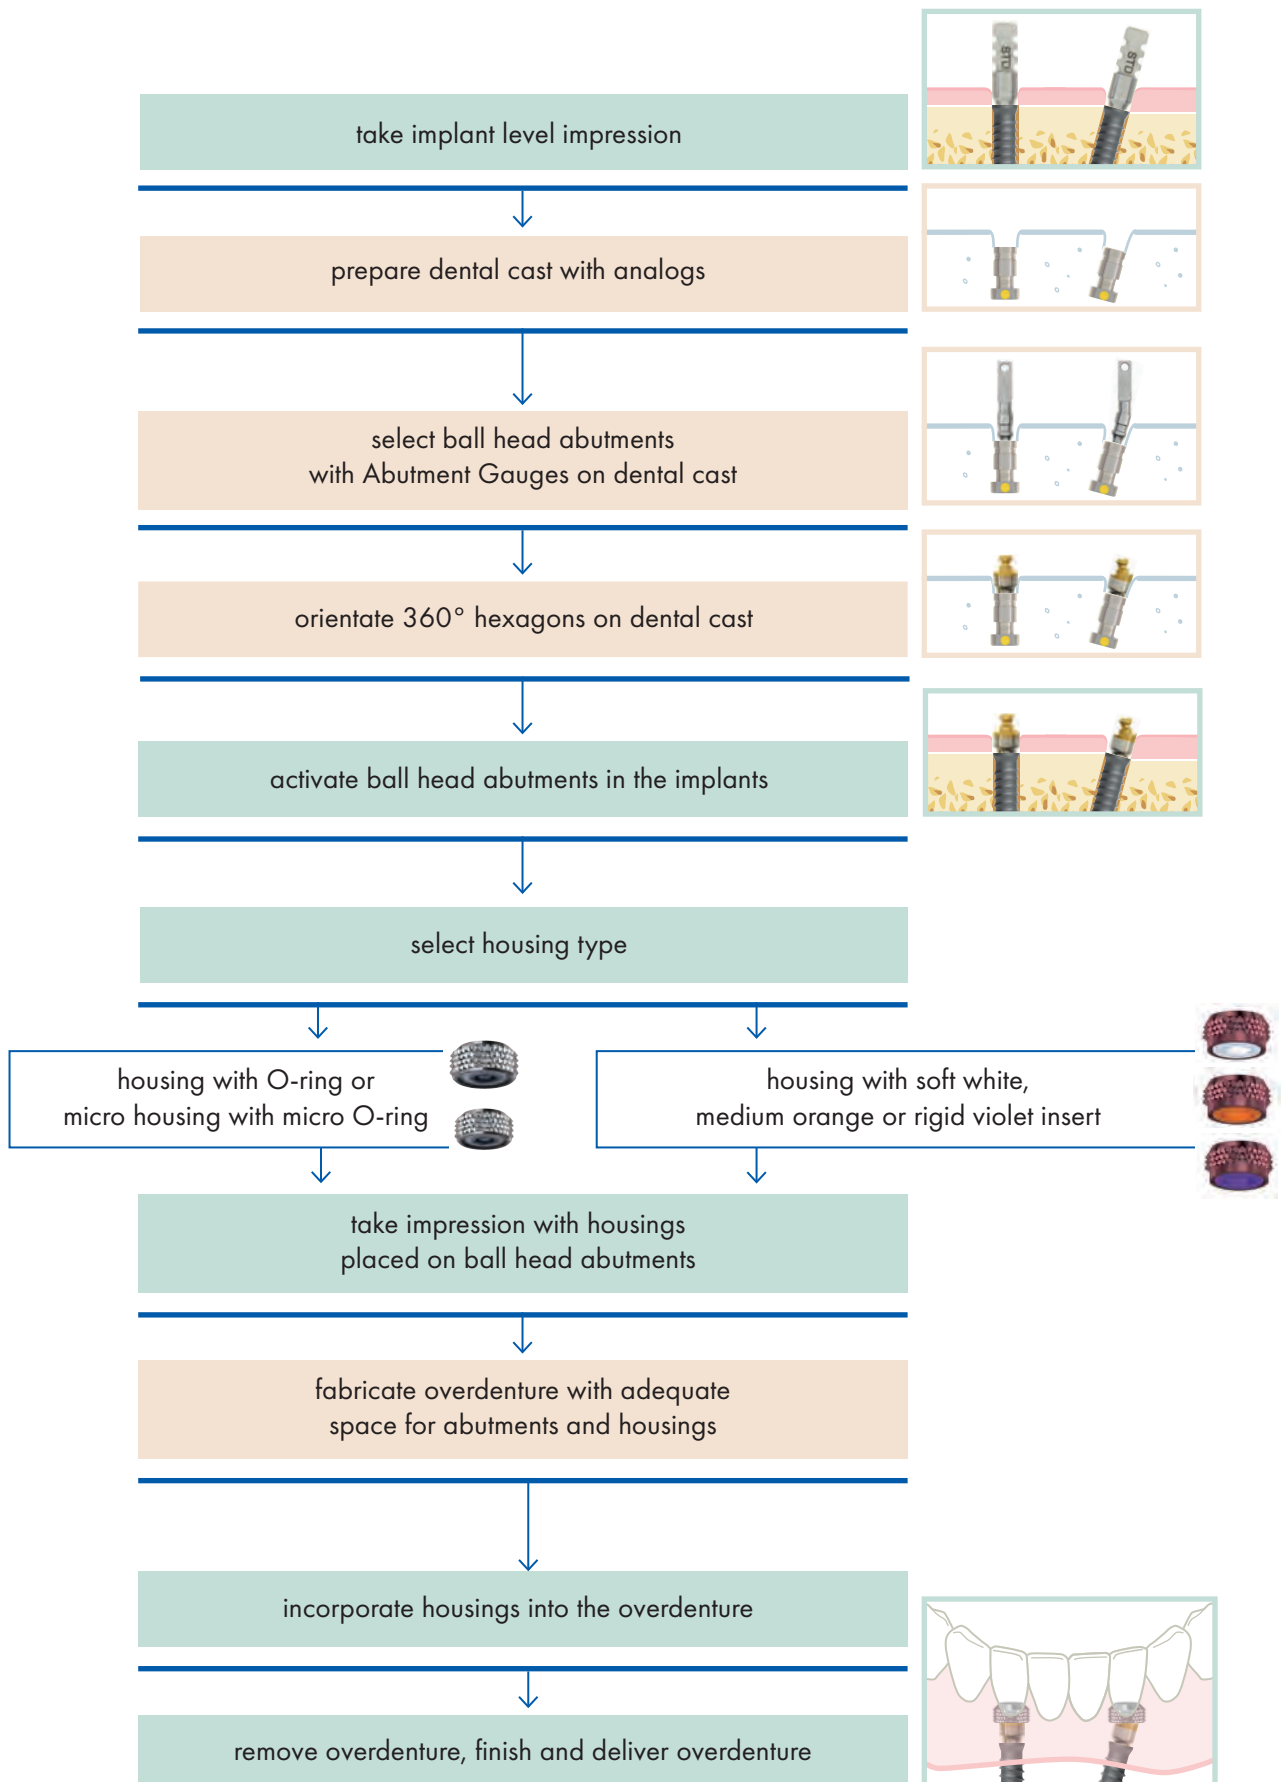 STD
STD
take implant level impression
prepare dental cast with analogs
select ball head abutments
with Abutment Gauges on dental cast
orientate 360° hexagons on dental cast
activate ball head abutments in the implants
select housing type
housing with O-ring or
micro housing with micro O-ring
housing with soft white,
medium orange or rigid violet insert
take impression with housings
placed on ball head abutments
fabricate overdenture with adequate
space for abutments and housings
incorporate housings into the overdenture
remove overdenture, finish and deliver overdenture